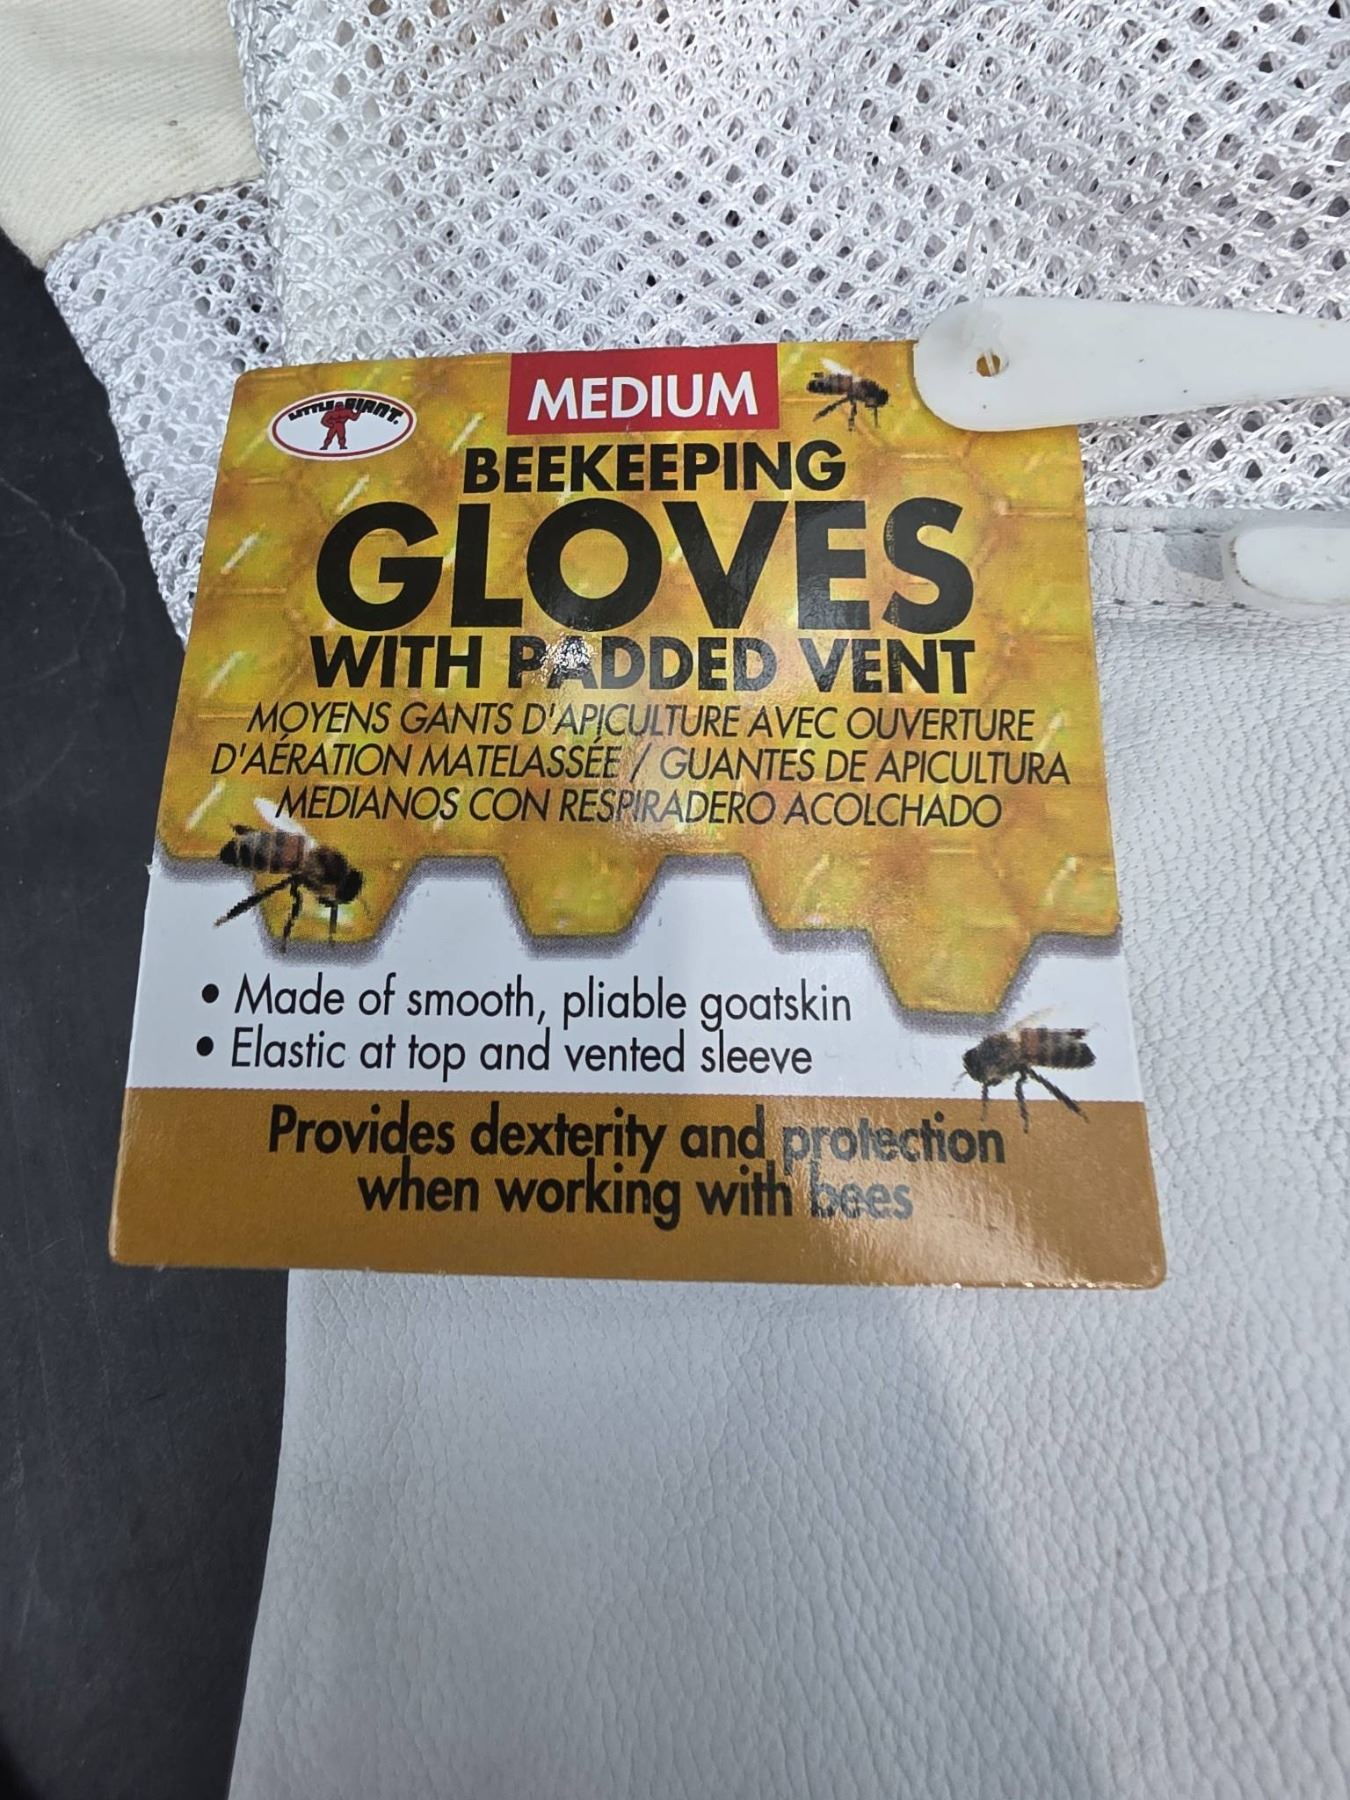 LITTLE GIANT.
MEDIUM
BEEKEEPING
GLOVES
WITH PADDED VENT
MOYENS GANTS D'APICULTURE AVEC OUVERTURE
D'AÉRATION MATELASSÉE / GUANTES DE APICULTURA
MEDIANOS CON RESPIRADERO ACOLCHADO
• Made of smooth, pliable goatskin
• Elastic at top and vented sleeve
Provides dexterity and protection
when working with bees